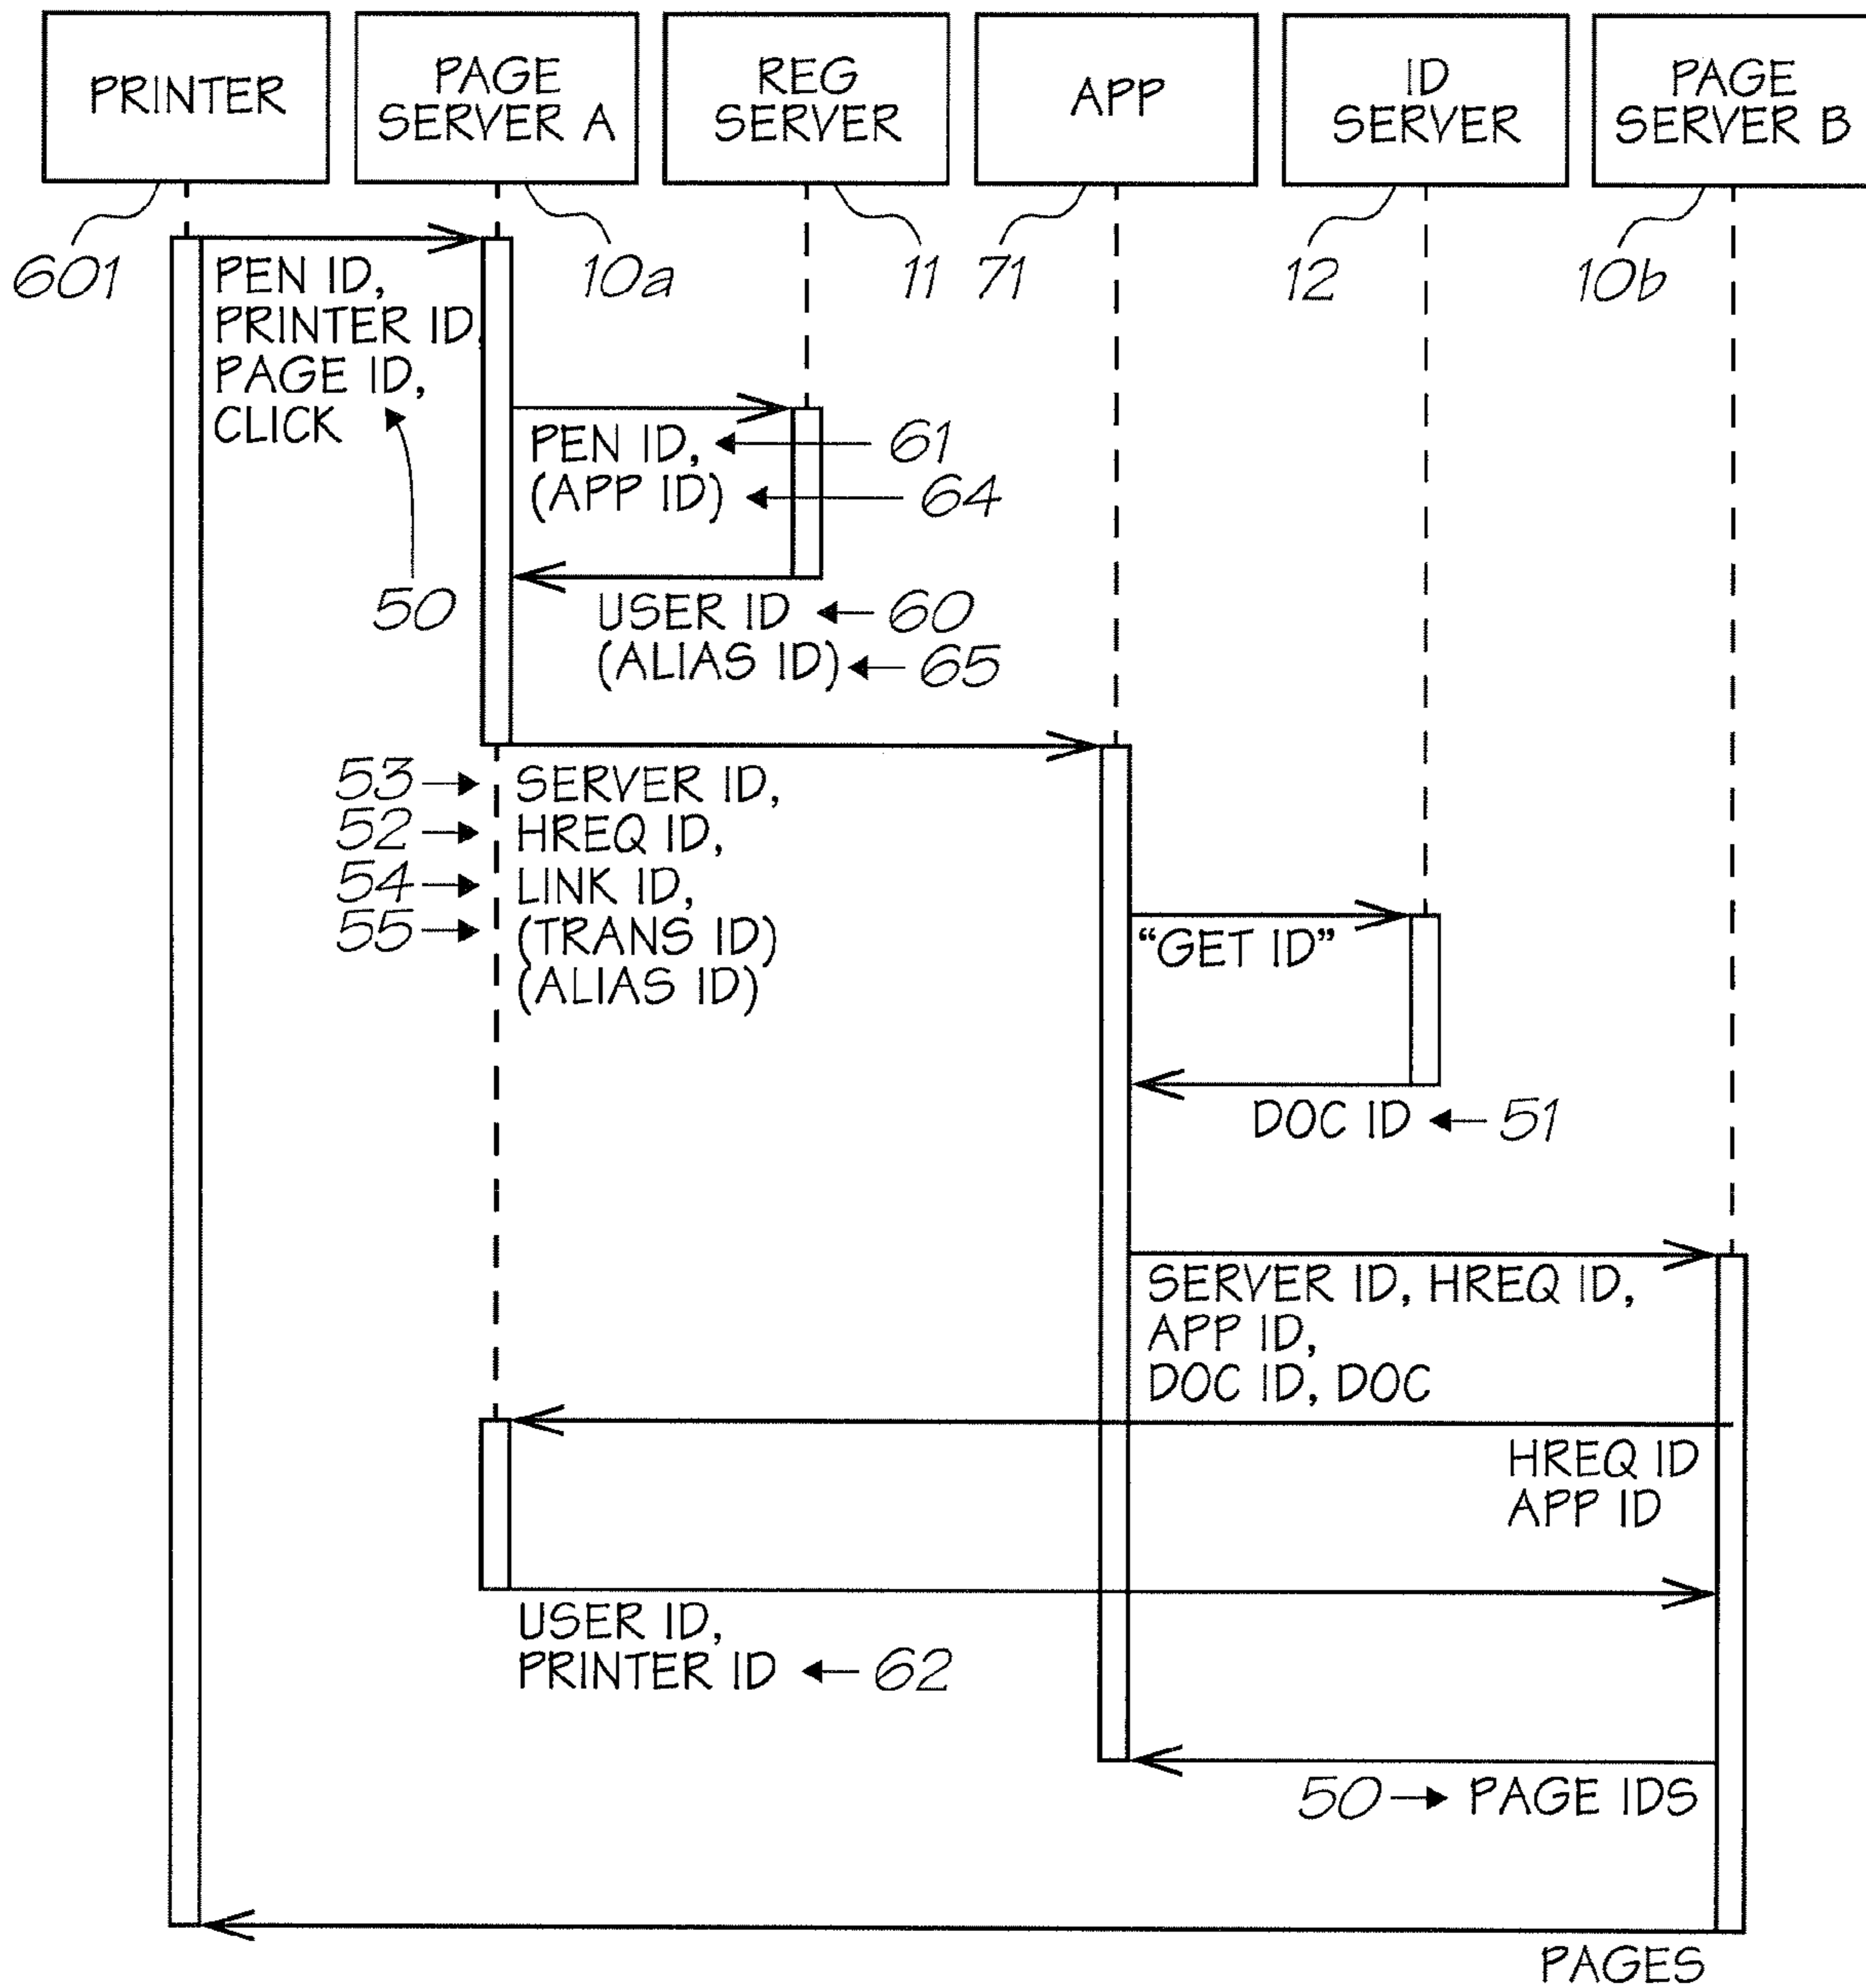 PRINTER
PAGE
SERVER A
REG
SERVER
APP
ID
SERVER
PAGE
SERVER B
601
10a
11
71
12
10b
PEN ID,
PRINTER ID,
PAGE ID,
CLICK
50
PEN ID,
(APP ID)
61
64
USER ID
(ALIAS ID)
60
65
53
52
54
55
SERVER ID,
HREQ ID,
LINK ID,
(TRANS ID)
(ALIAS ID)
"GET ID"
DOC ID
51
SERVER ID, HREQ ID,
APP ID,
DOC ID, DOC
HREQ ID
APP ID
USER ID,
PRINTER ID
62
50
PAGE IDS
PAGES